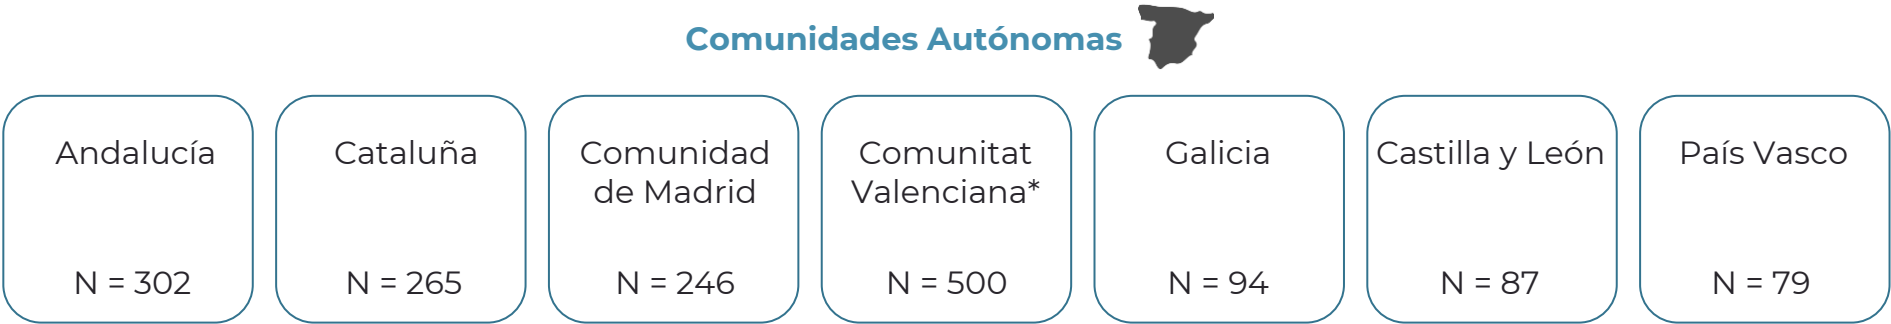 Comunidades Autónomas
Andalucía
N = 302
Cataluña
N = 265
Comunidad
de Madrid
N = 246
Comunitat
Valenciana*
N = 500
Galicia
N = 94
Castilla y León
N = 87
País Vasco
N = 79